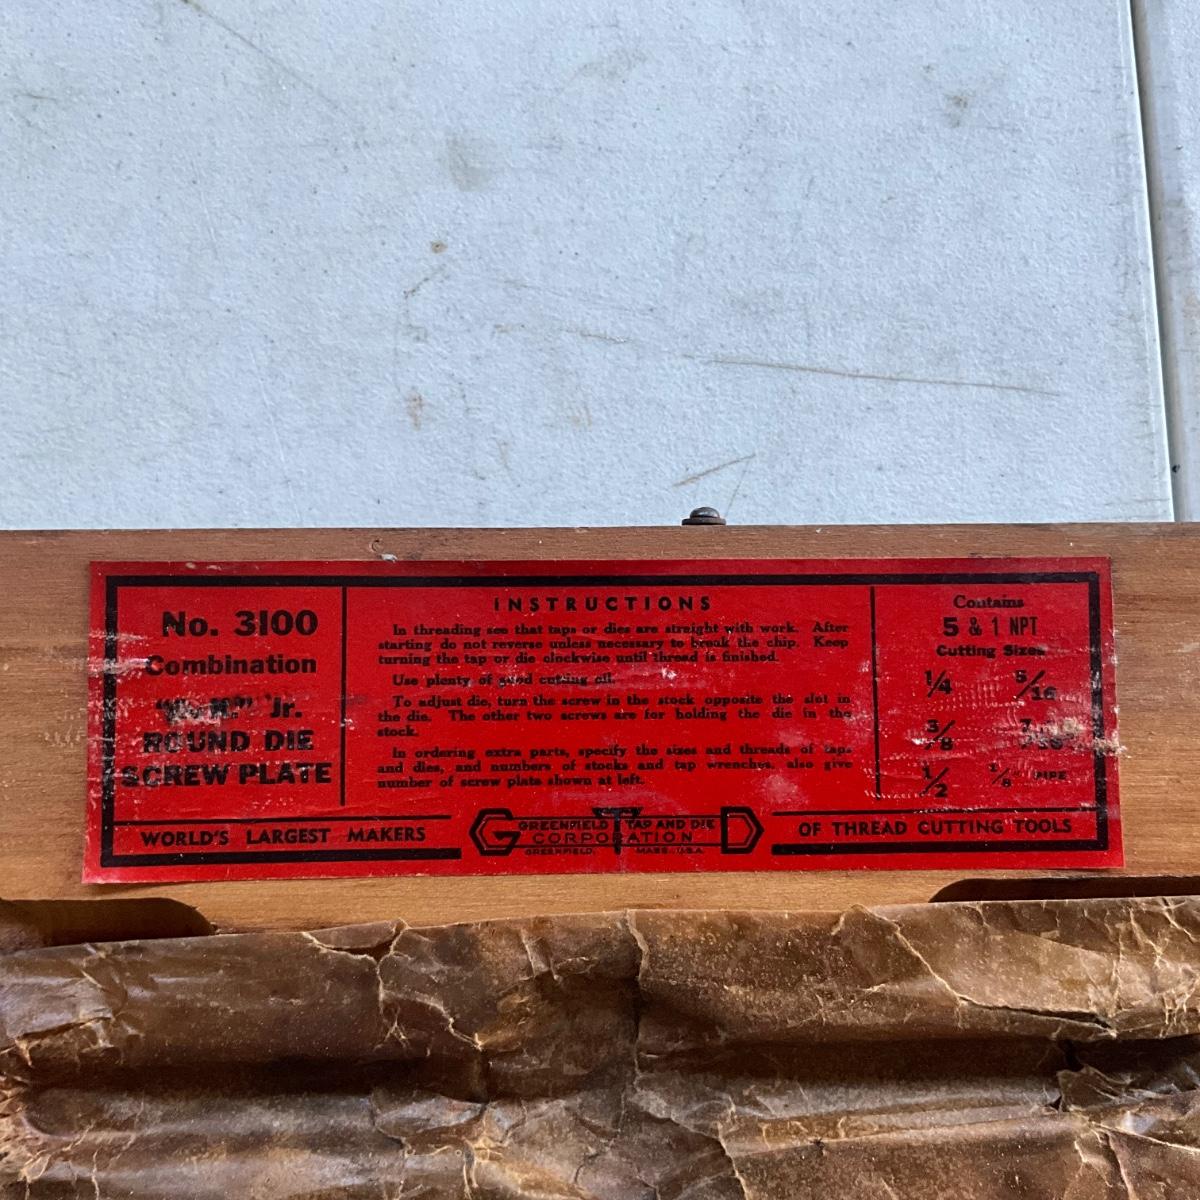 No. 3100
Combination
Jr.
ROUND DIE
SCREW PLATE
INSTRUCTIONS
In threading see that taps or dies are straight with work. After
starting do not reverse unless necessary to break the chip. Keep
turning the tap or die clockwise until thread is finished.
Use plenty of good cutting oil.
To adjust die, turn the screw in the stock opposite the slot in
the die. The other two screws are for holding the die in the
stock.
In ordering extra parts, specify the sizes and threads of taps
and dies, and numbers of stocks and tap wrenches, also give
number of screw plate shown at left.
Contains
5 & 1 NPT
Cutting Sizes
1/4 5/16
3/8 7/16
1/2 1/8 PIPE
WORLD'S LARGEST MAKERS
GTD
GREENFIELD TAP AND DIE
CORPORATION
GREENFIELD, MASS. U.S.A.
OF THREAD CUTTING TOOLS